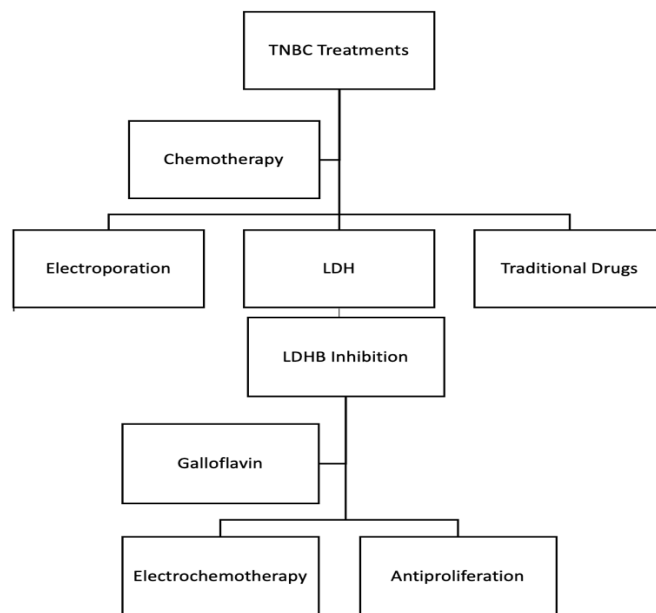 TNBC Treatments
Chemotherapy
Electroporation
LDH
Traditional Drugs
LDHB Inhibition
Galloflavin
Electrochemotherapy
Antiproliferation